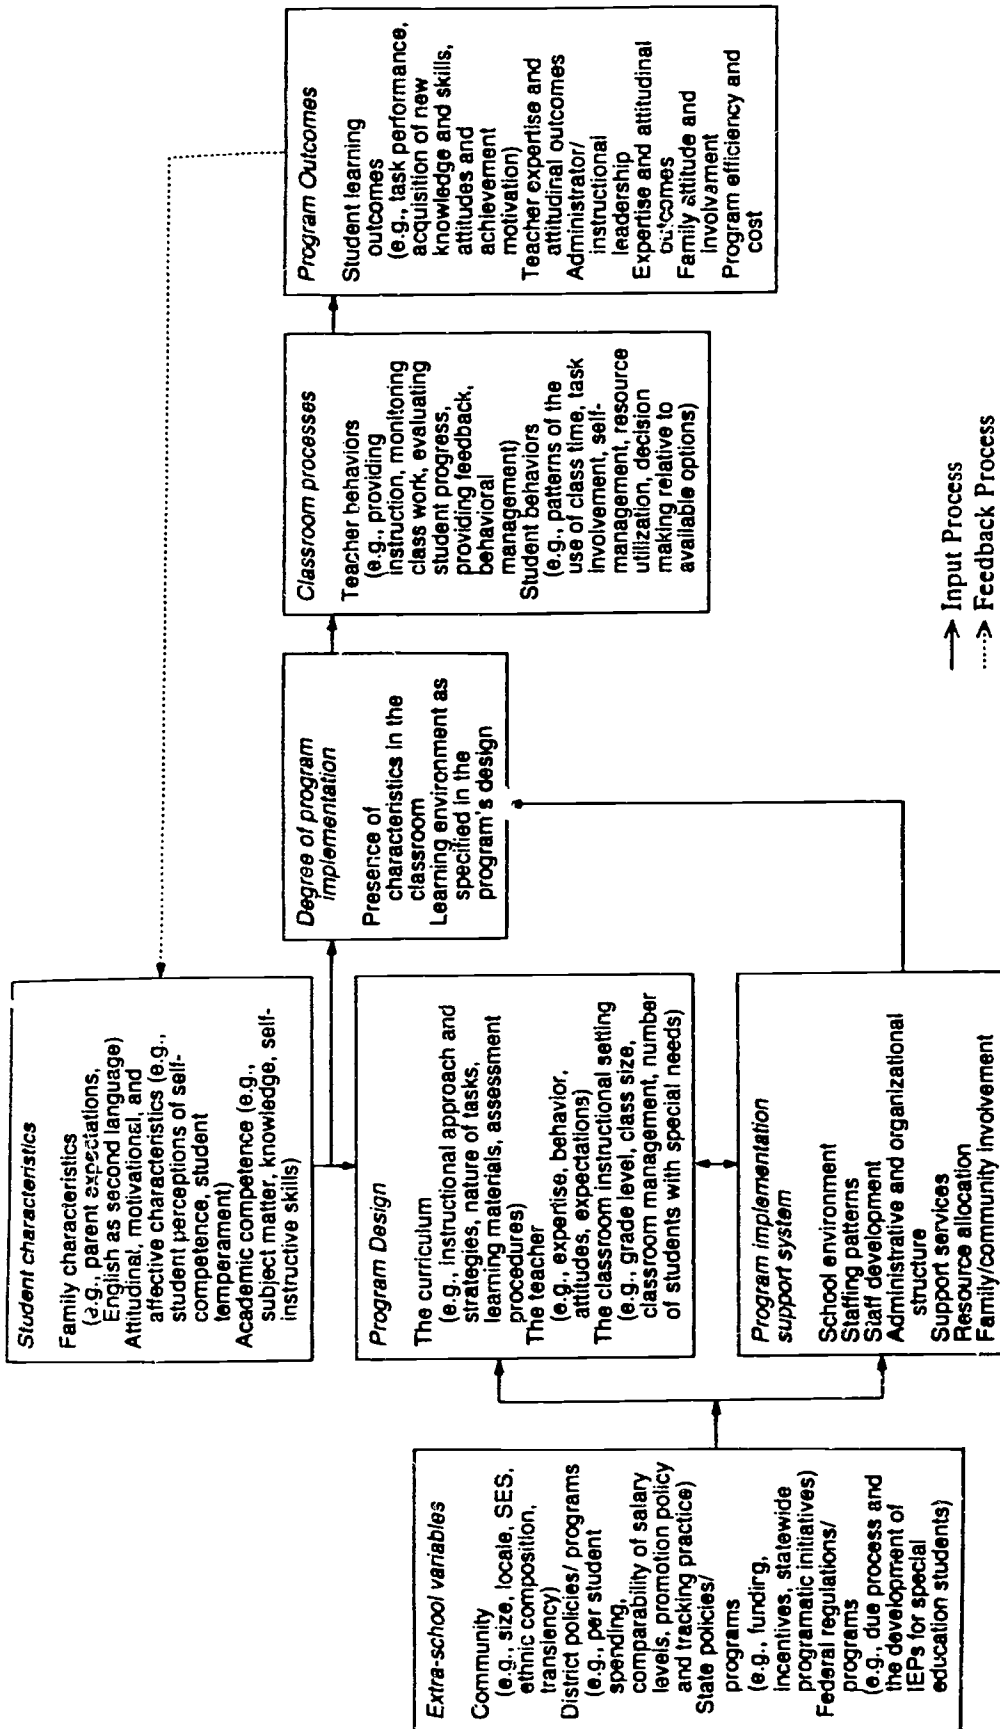 Student characteristics
Family characteristics
(e.g., parent expectations,
English as second language)
Attitudinal, motivational, and
affective characteristics (e.g.,
student perceptions of self-
competence, student
temperament)
Academic competence (e.g.,
subject matter, knowledge, self-
instructive skills)
Extra-school variables
Community
(e.g., size, locale, SES,
ethnic composition,
transiency)
District policies/ programs
(e.g., per student
spending,
comparability of salary
levels, promotion policy
and tracking practice)
State policies/
programs
(e.g., funding,
incentives, statewide
programatic initiatives)
Federal regulations/
programs
(e.g., due process and
the development of
IEPs for special
education students)
Program Design
The curriculum
(e.g., instructional approach and
strategies, nature of tasks,
learning materials, assessment
procedures)
The teacher
(e.g., expertise, behavior,
attitudes, expectations)
The classroom instructional setting
(e.g., grade level, class size,
classroom management, number
of students with special needs)
Program implementation
support system
School environment
Staffing patterns
Staff development
Administrative and organizational
structure
Support services
Resource allocation
Family/community involvement
Degree of program
implementation
Presence of
characteristics in the
classroom
Learning environment as
specified in the
program's design
Classroom processes
Teacher behaviors
(e.g., providing
instruction, monitoring
class work, evaluating
student progress,
providing feedback,
behavioral
management)
Student behaviors
(e.g., patterns of the
use of class time, task
involvement, self-
management, resource
utilization, decision
making relative to
available options)
Program Outcomes
Student learning
outcomes
(e.g., task performance,
acquisition of new
knowledge and skills,
attitudes and
achievement
motivation)
Teacher expertise and
attitudinal outcomes
Administrator/
instructional
leadership
Expertise and attitudinal
outcomes
Family attitude and
involvament
Program efficiency and
cost
Input Process
Feedback Process